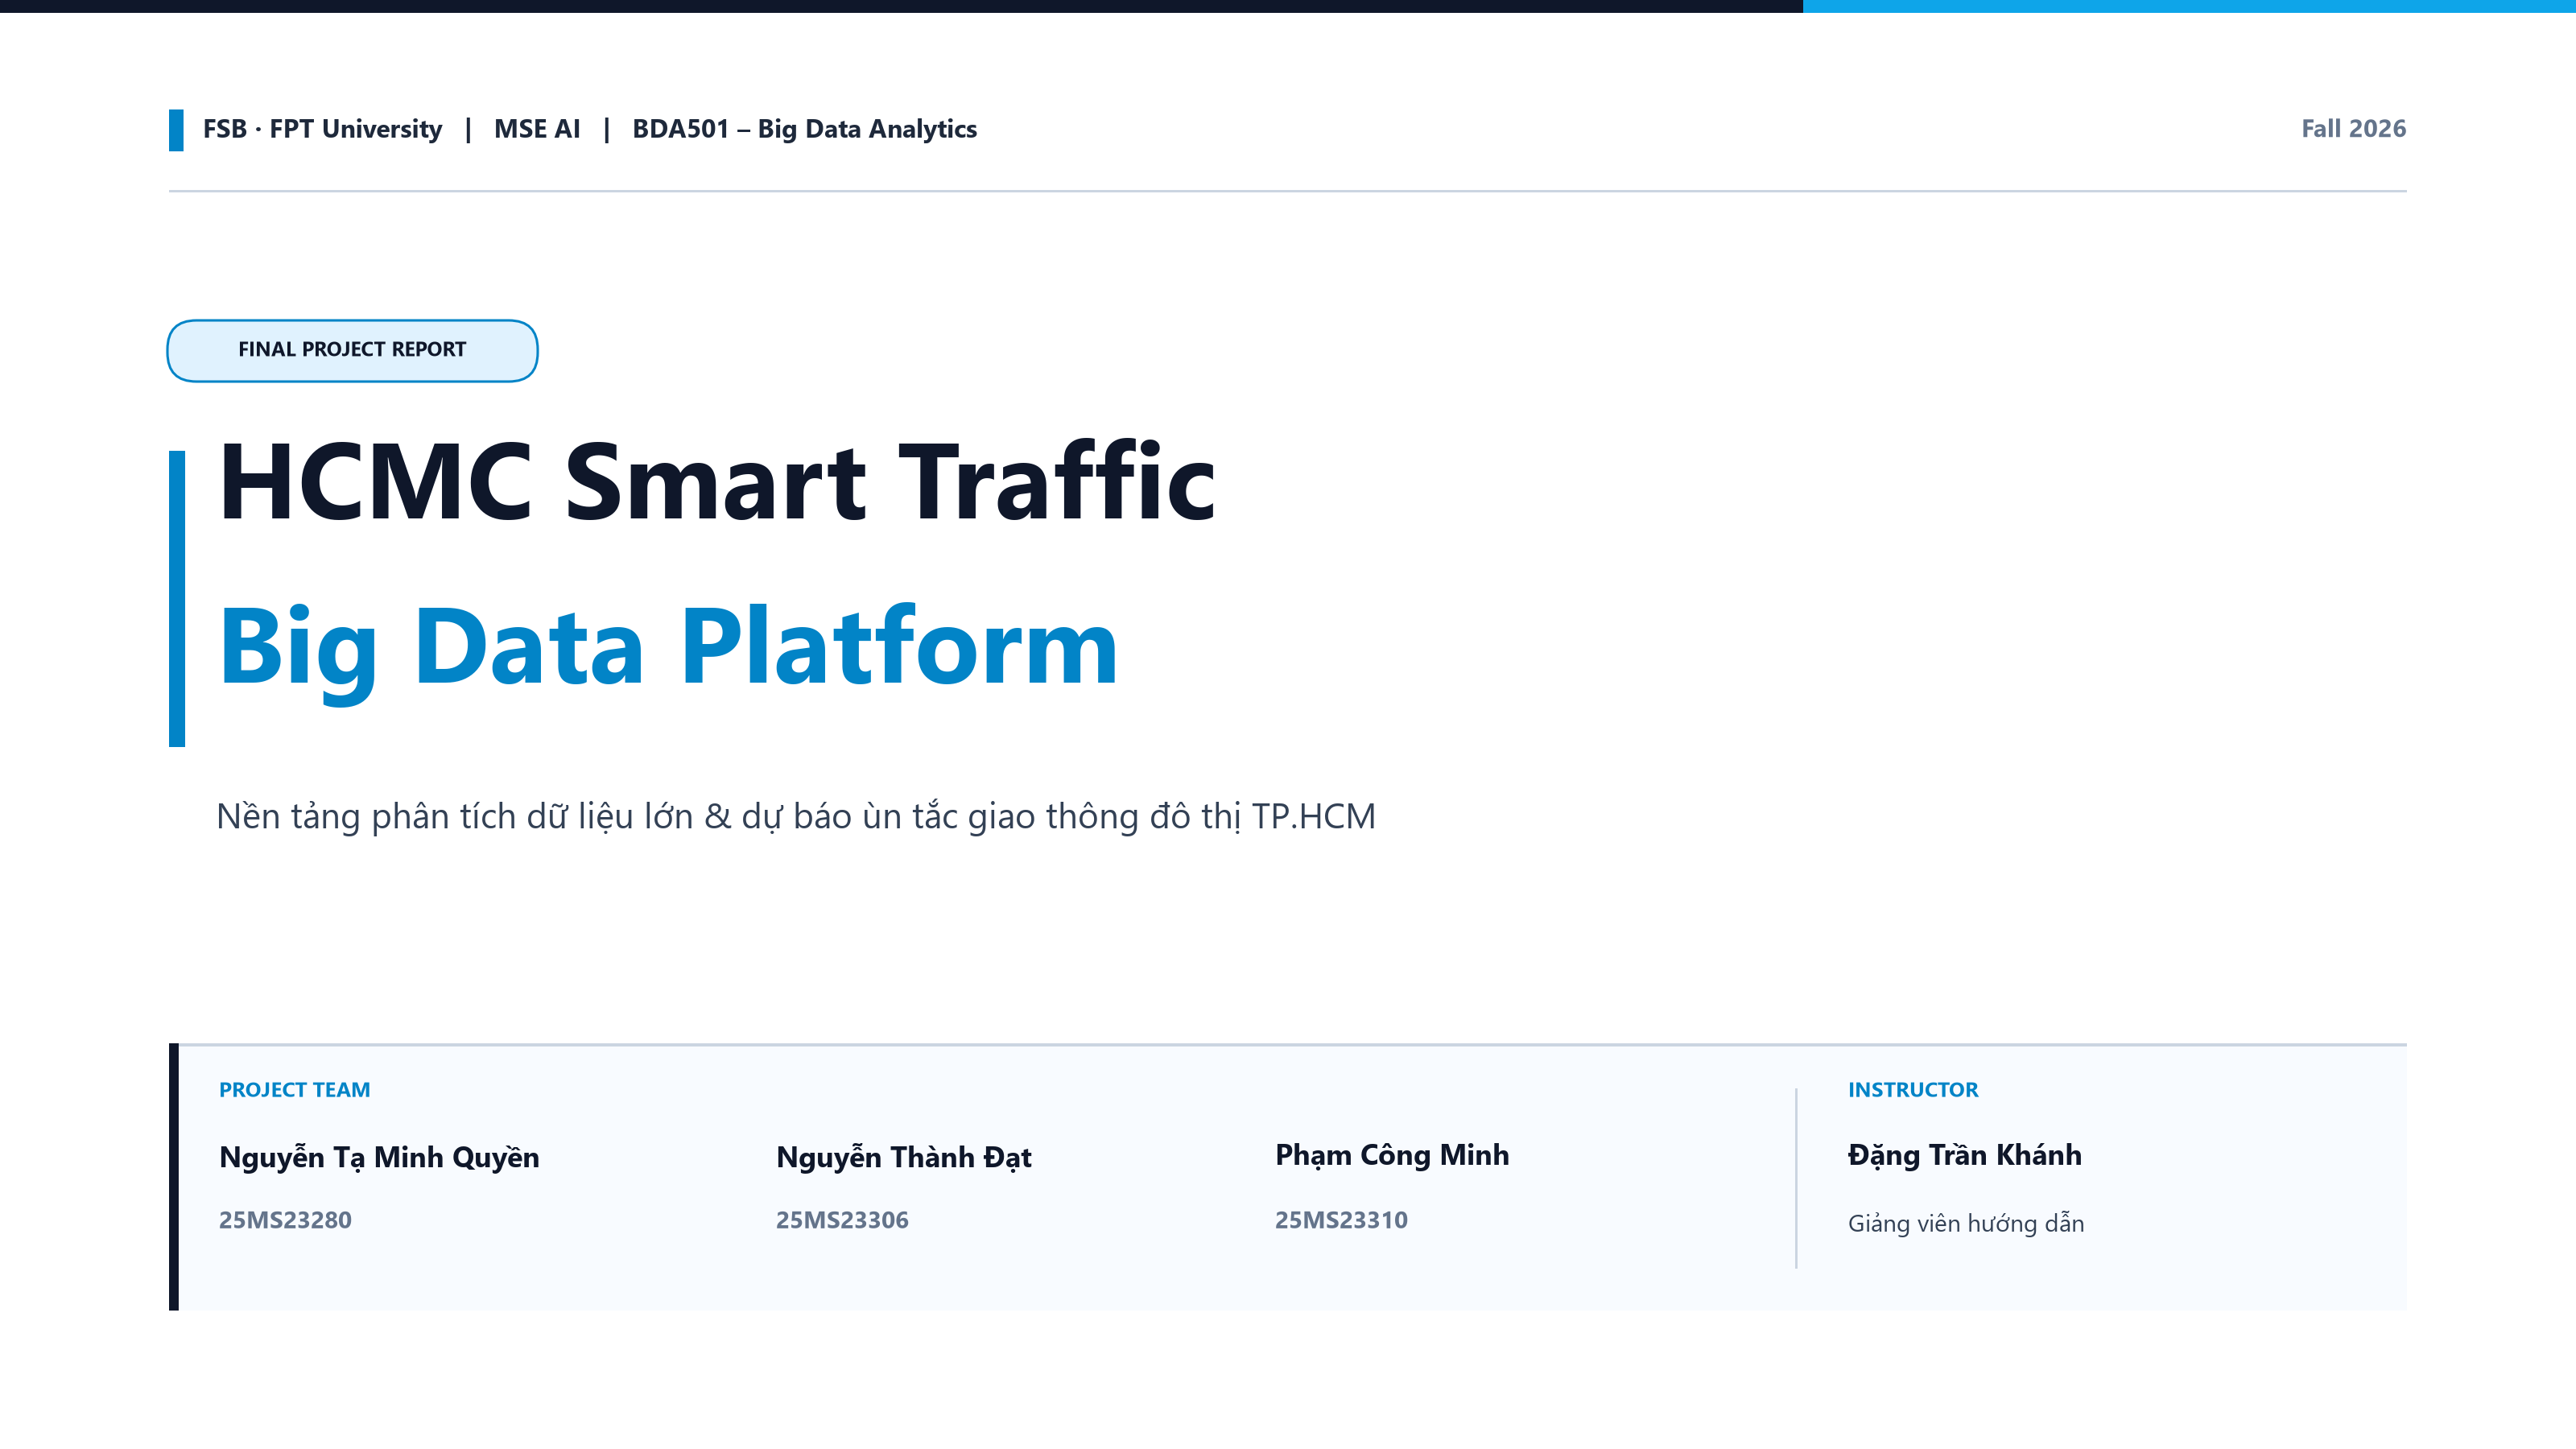 FSB · FPT University | MSE AI | BDA501 – Big Data Analytics
Fall 2026
FINAL PROJECT REPORT
HCMC Smart Traffic
Big Data Platform
Nền tảng phân tích dữ liệu lớn & dự báo ùn tắc giao thông đô thị TP.HCM
PROJECT TEAM
Nguyễn Tạ Minh Quyền
25MS23280
Nguyễn Thành Đạt
25MS23306
Phạm Công Minh
25MS23310
INSTRUCTOR
Đặng Trần Khánh
Giảng viên hướng dẫn